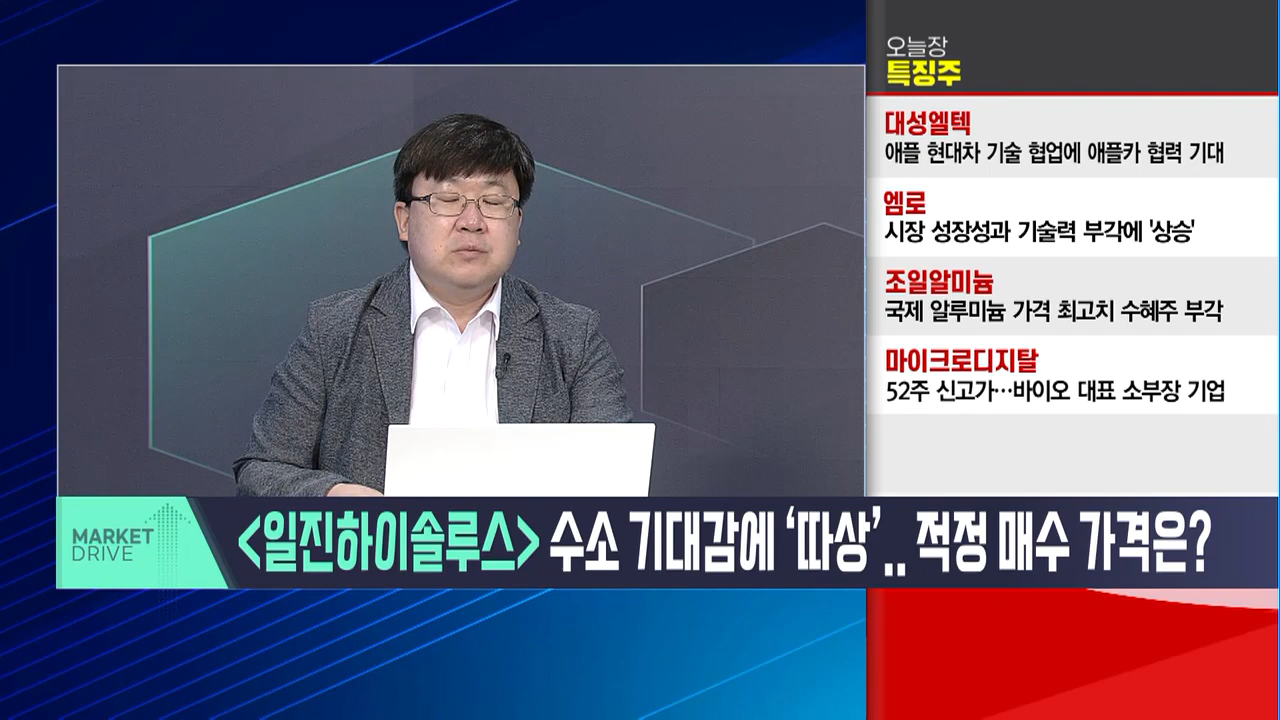 오늘장
특징주
대성엘텍
애플 현대차 기술 협업에 애플카 협력 기대
엠로
시장 성장성과 기술력 부각에 '상승'
조일알미늄
국제 알루미늄 가격 최고치 수혜주 부각
마이크로디지탈
52주 신고가…바이오 대표 소부장 기업
MARKET
DRIVE
<일진하이솔루스> 수소 기대감에 ‘따상’.. 적정 매수 가격은?